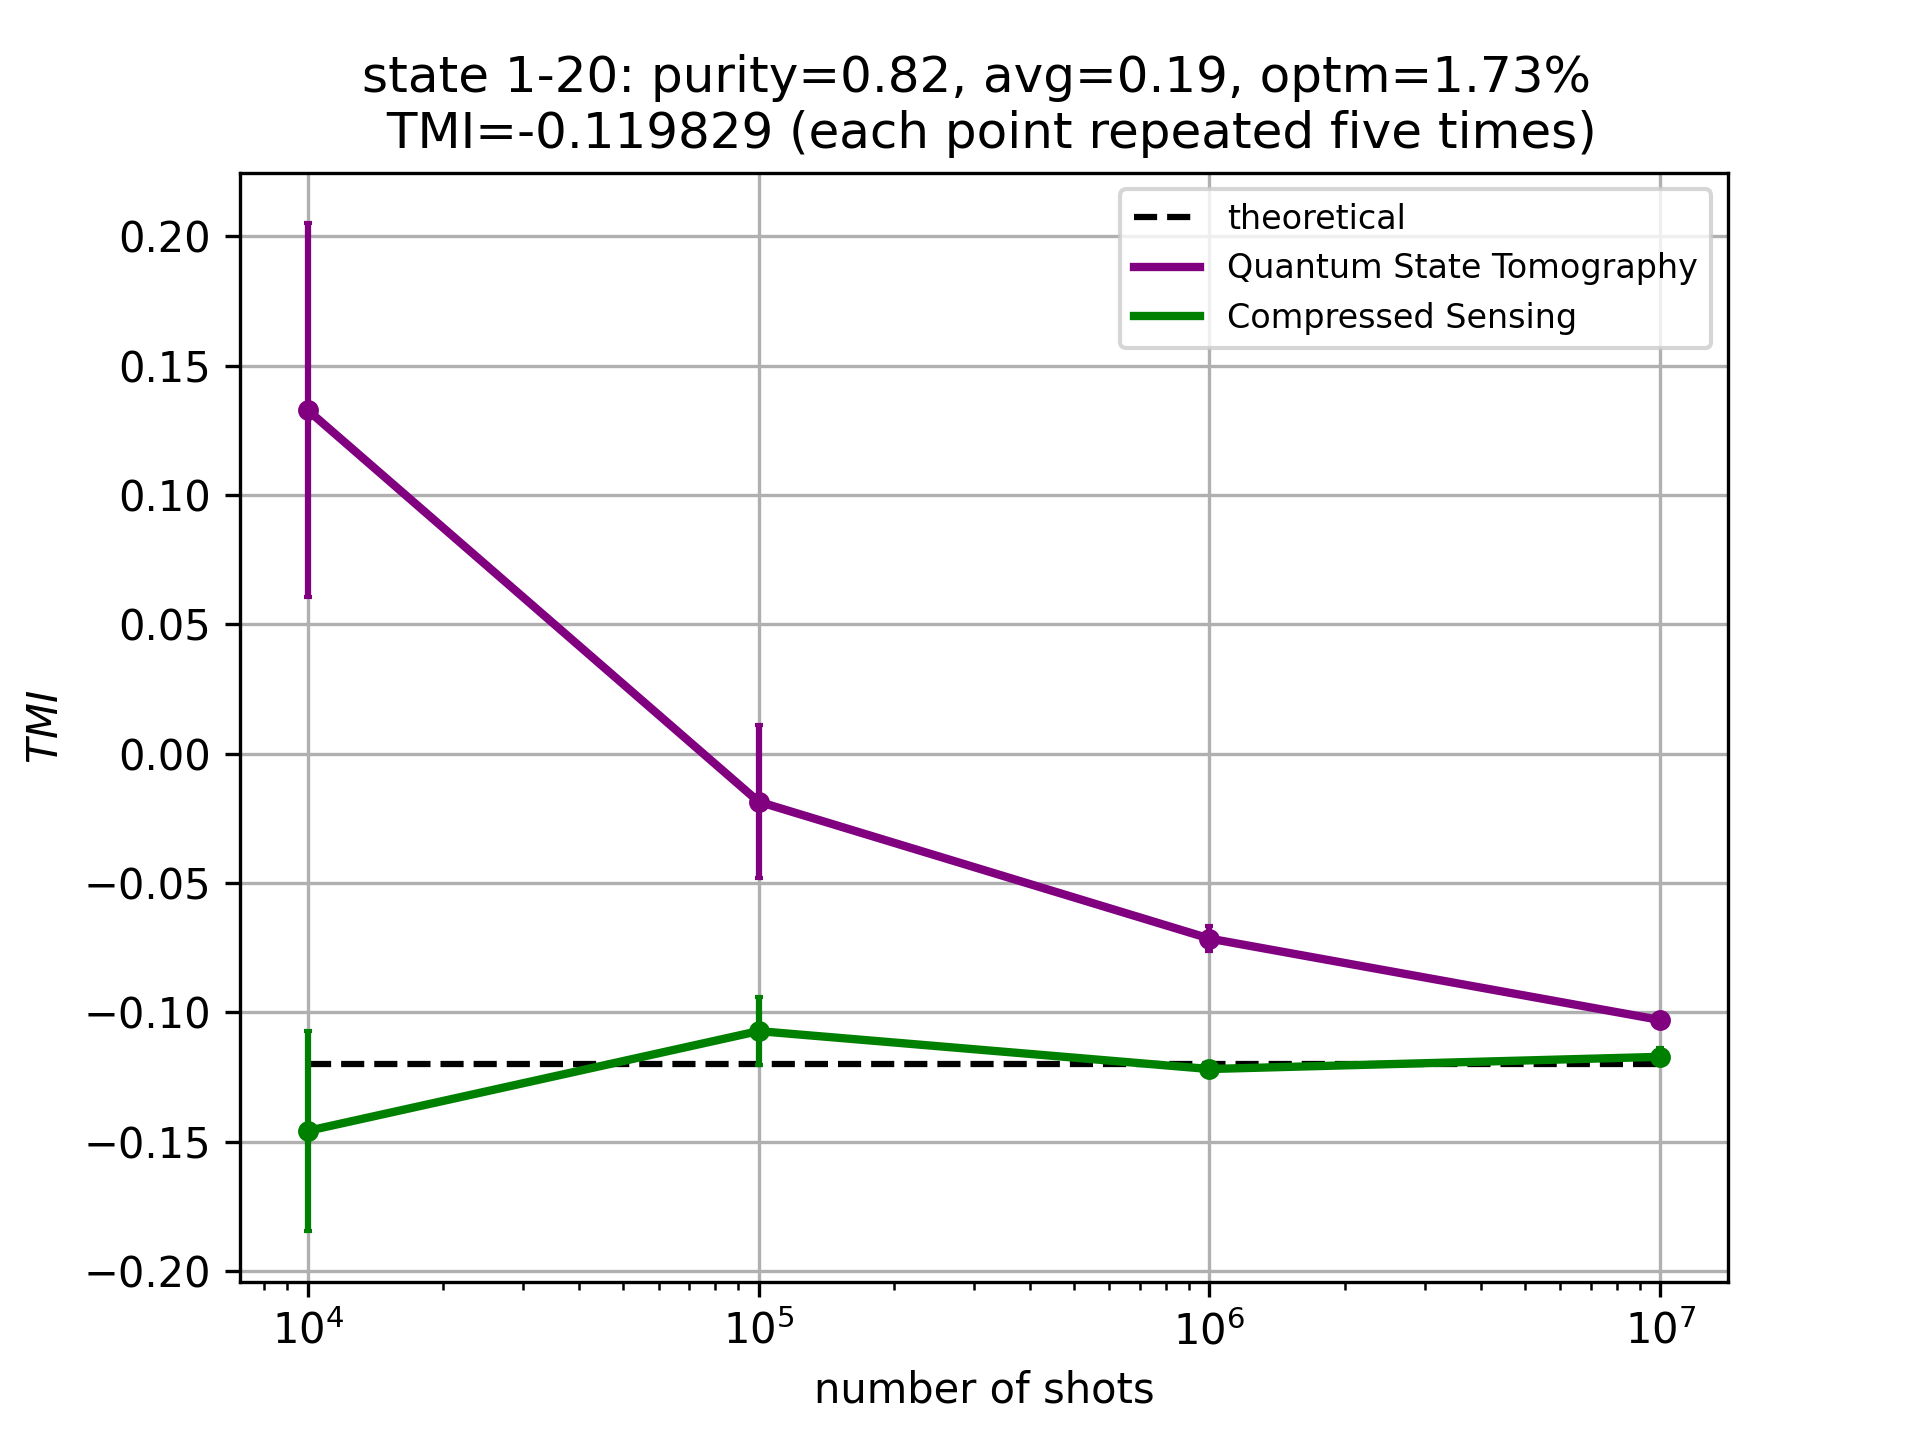 state 1-20: purity=0.82, avg=0.19, optm=1.73%
TMI=-0.119829 (each point repeated five times)
theoretical
Quantum State Tomography
Compressed Sensing
0.20
0.15
0.10
0.05
0.00
−0.05
−0.10
−0.15
−0.20
TMI
10⁴ 10⁵ 10⁶ 10⁷
number of shots